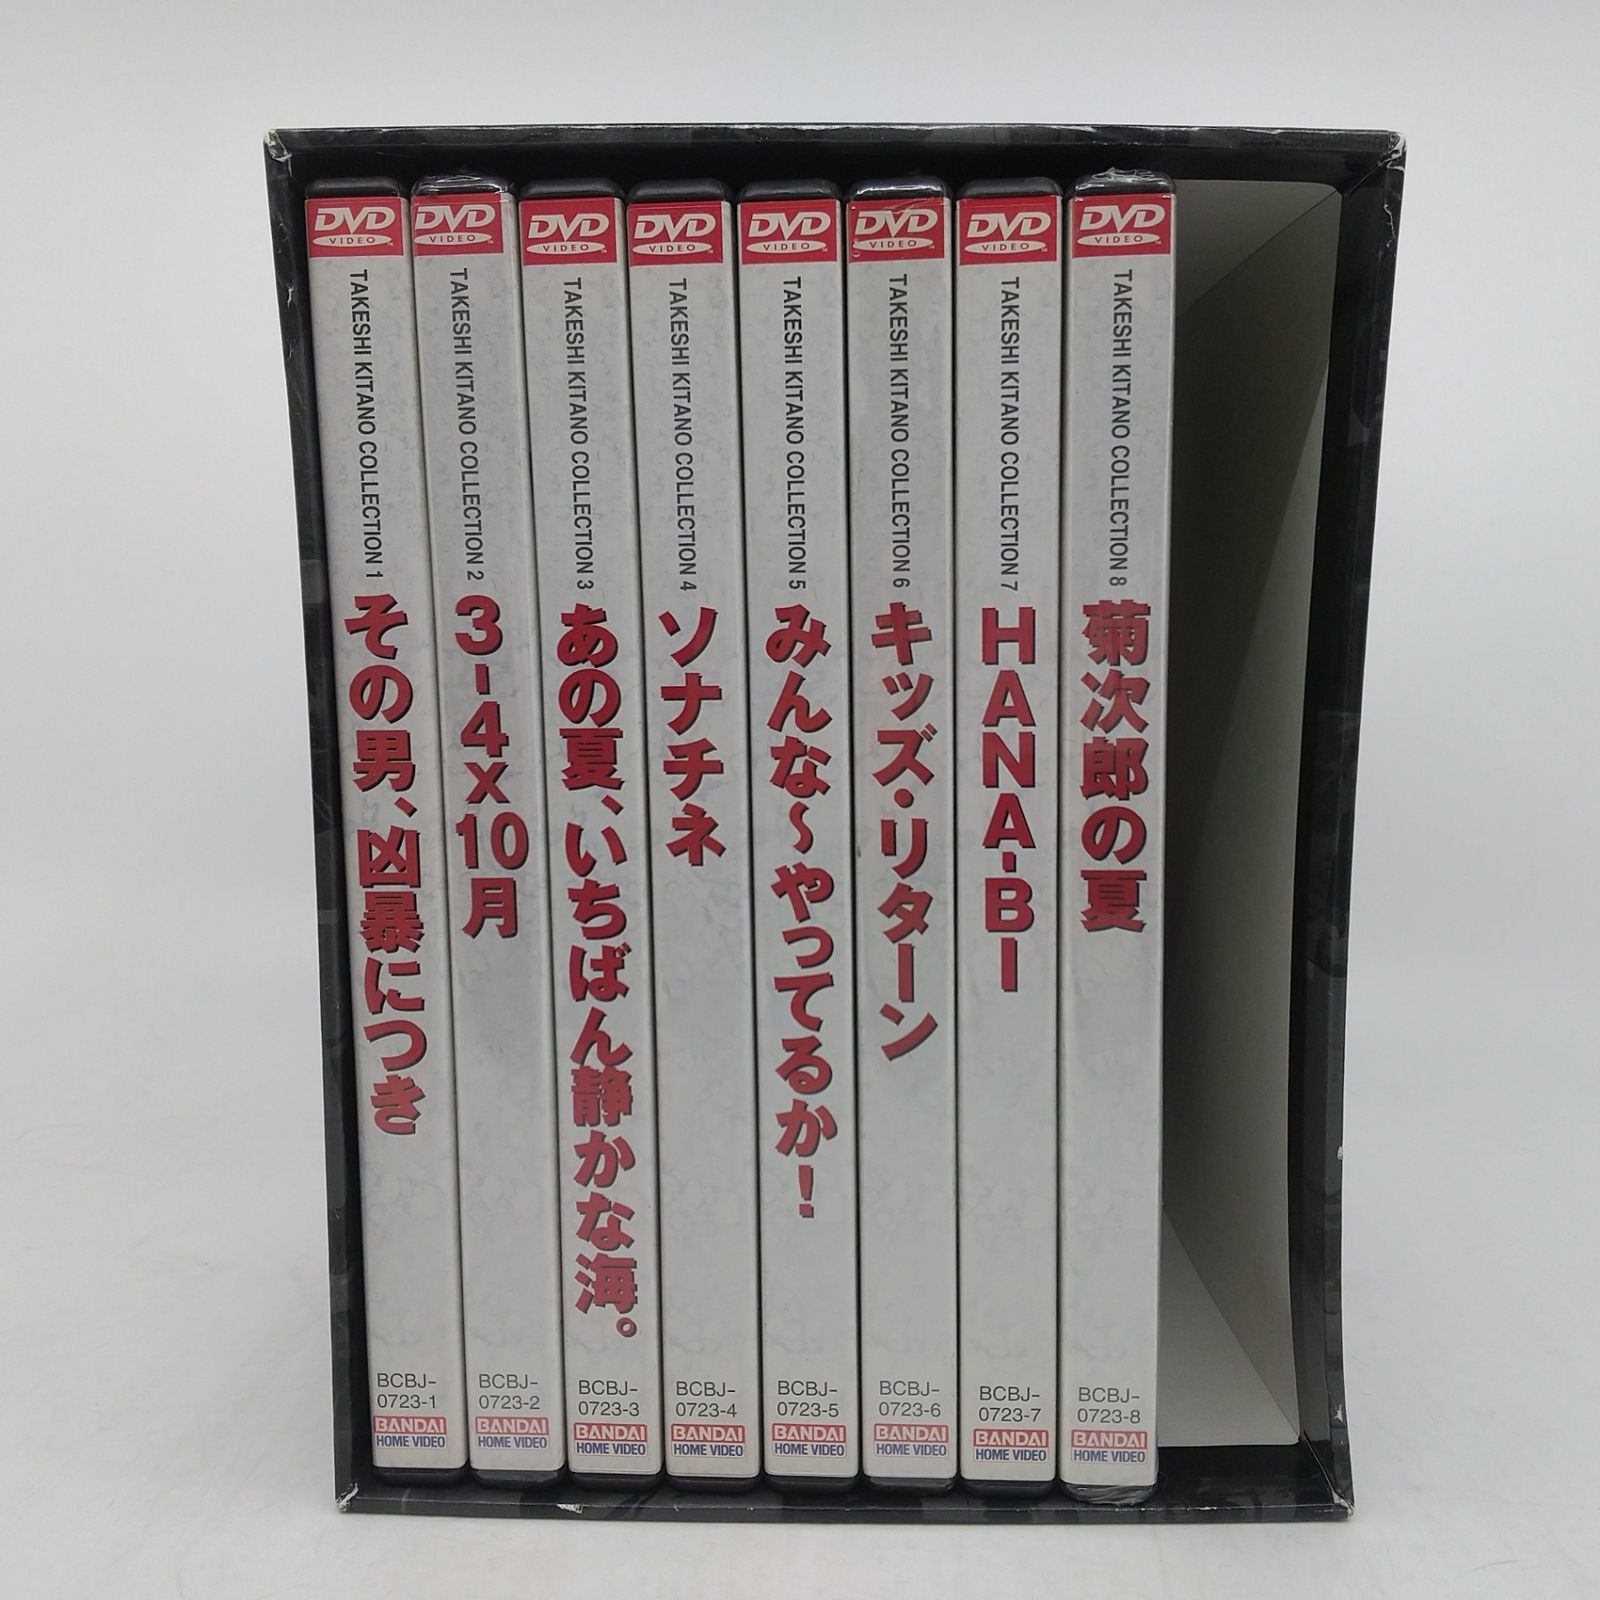 DVD
VIDEO
TAKESHI KITANO COLLECTION 1
その男、凶暴につき
BCBJ-
0723-1
BANDAI
HOME VIDEO
DVD
VIDEO
TAKESHI KITANO COLLECTION 2
3-4×10月
BCBJ-
0723-2
BANDAI
HOME VIDEO
DVD
VIDEO
TAKESHI KITANO COLLECTION 3
あの夏、いちばん静かな海。
BCBJ-
0723-3
BANDAI
HOME VIDEO
DVD
VIDEO
TAKESHI KITANO COLLECTION 4
ソナチネ
BCBJ-
0723-4
BANDAI
HOME VIDEO
DVD
VIDEO
TAKESHI KITANO COLLECTION 5
みんな〜やってるか!
BCBJ-
0723-5
BANDAI
HOME VIDEO
DVD
VIDEO
TAKESHI KITANO COLLECTION 6
キッズ・リターン
BCBJ-
0723-6
BANDAI
HOME VIDEO
DVD
VIDEO
TAKESHI KITANO COLLECTION 7
HANA-BI
BCBJ-
0723-7
BANDAI
HOME VIDEO
DVD
VIDEO
TAKESHI KITANO COLLECTION 8
菊次郎の夏
BCBJ-
0723-8
BANDAI
HOME VIDEO